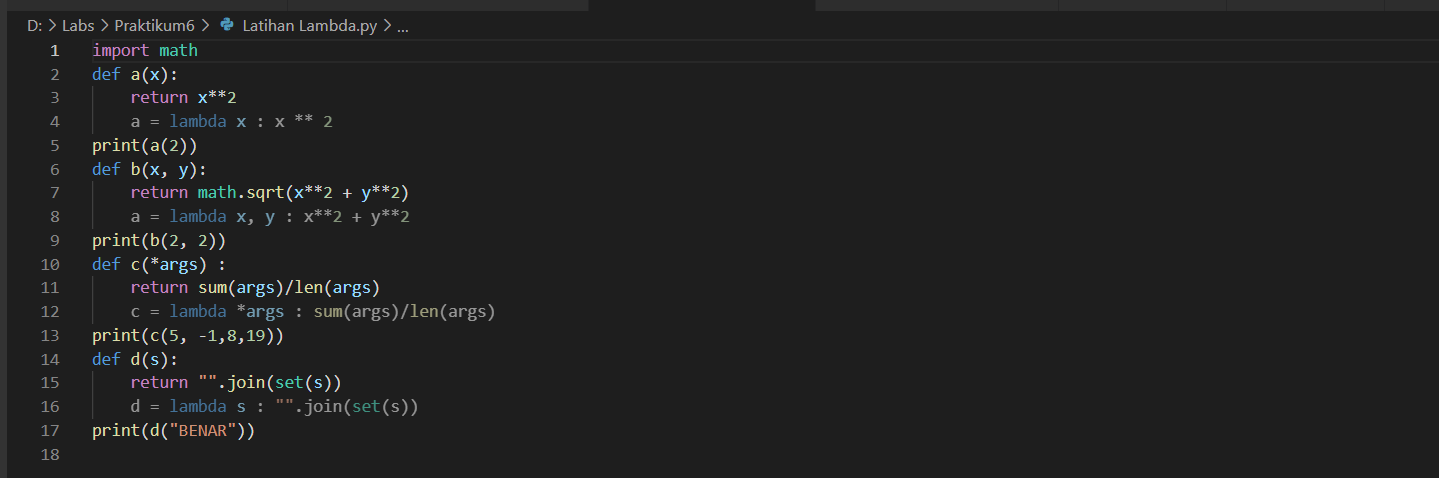 D: > Labs > Praktikum6 > Latihan Lambda.py > ...
1 import math
2 def a(x):
3     return x**2
4     a = lambda x : x ** 2
5 print(a(2))
6 def b(x, y):
7     return math.sqrt(x**2 + y**2)
8     a = lambda x, y : x**2 + y**2
9 print(b(2, 2))
10 def c(*args) :
11     return sum(args)/len(args)
12     c = lambda *args : sum(args)/len(args)
13 print(c(5, -1,8,19))
14 def d(s):
15     return "".join(set(s))
16     d = lambda s : "".join(set(s))
17 print(d("BENAR"))
18